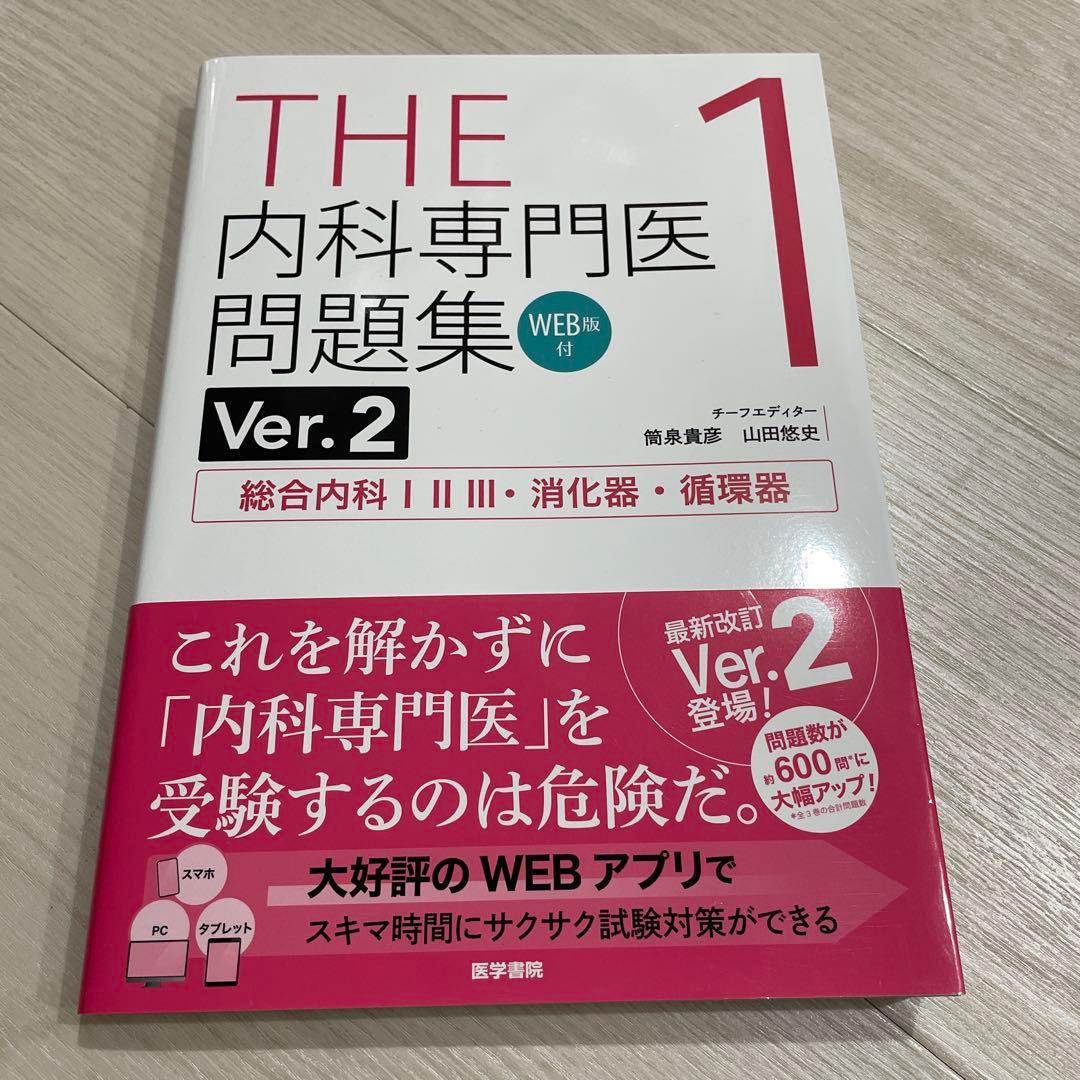 THE
1
内科専門医
問題集
WEB版
付
Ver.2
チーフエディター
筒泉貴彦 山田悠史
総合内科ⅠⅡⅢ・消化器・循環器
これを解かずに
「内科専門医」を
受験するのは危険だ。
最新改訂
Ver.2
登場!
問題数が
約600問*に
大幅アップ!
*全3巻の合計問題数
スマホ
PC
タブレット
大好評のWEBアプリで
スキマ時間にサクサク試験対策ができる
医学書院